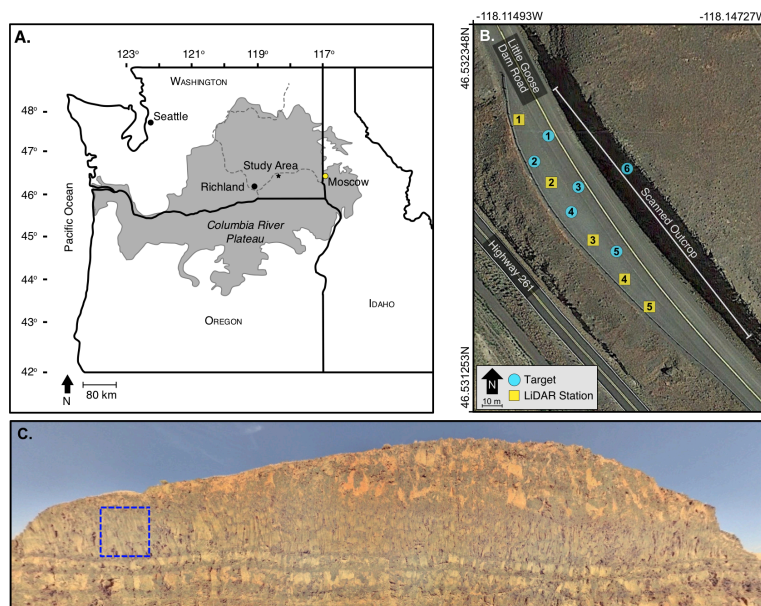 A.
123° 121° 119° 117°
WASHINGTON
48°
Seattle
47°
Study Area
46°
Richland
Moscow
Pacific Ocean
Columbia River
Plateau
45°
44°
IDAHO
43°
OREGON
42°
N
80 km
-118.11493W -118.14727W
B.
46.532348N
Little Goose
Dam Road
1
1
2
6
2
3
4
Scanned Outcrop
3
5
Highway 261
4
5
46.531253N
N
10 m
Target
LiDAR Station
C.